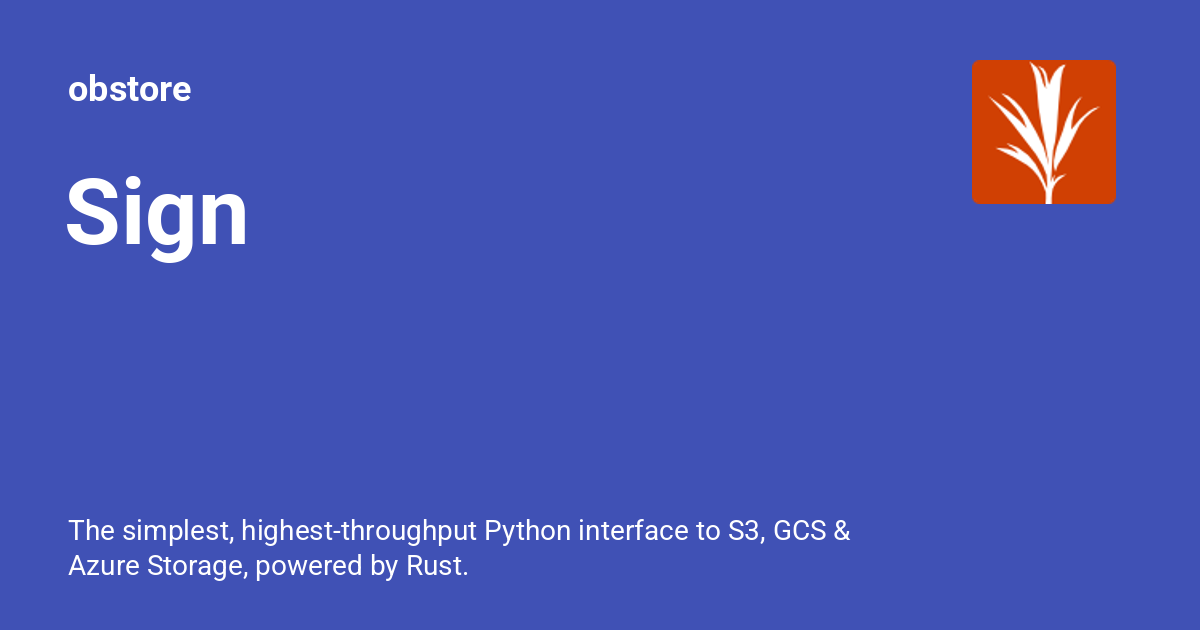 obstore
Sign
The simplest, highest-throughput Python interface to S3, GCS &
Azure Storage, powered by Rust.